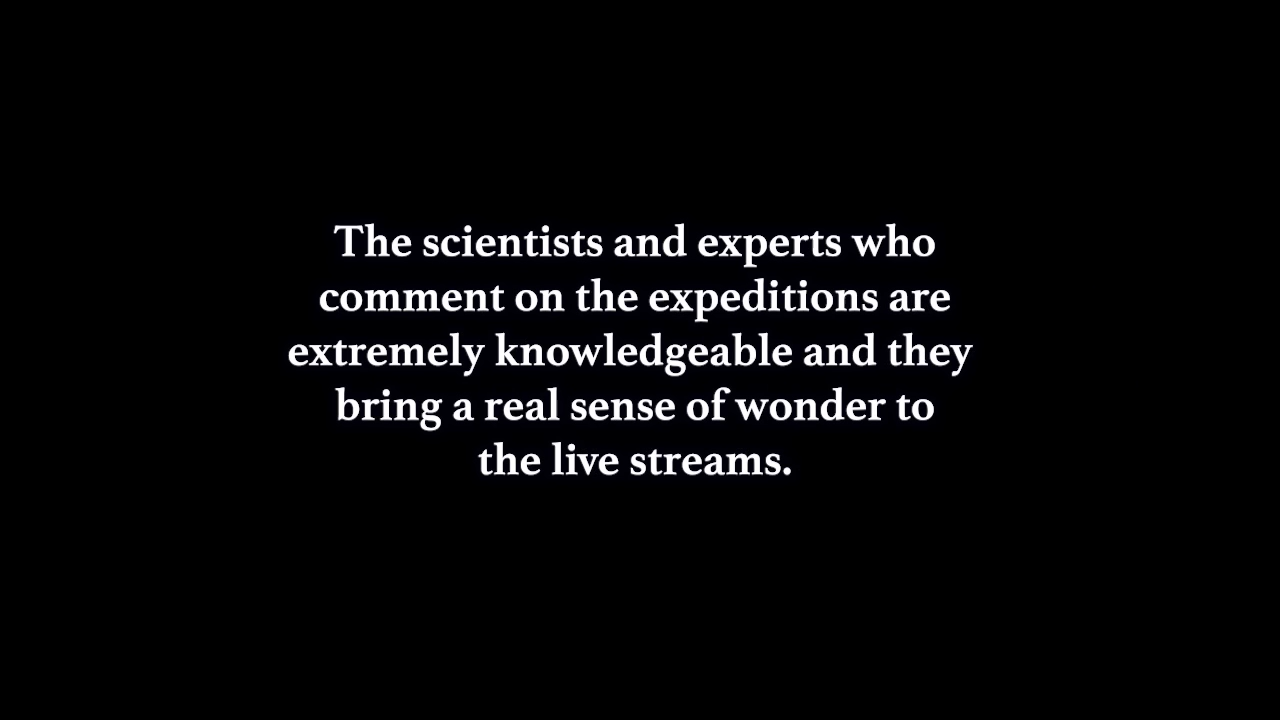 The scientists and experts who
comment on the expeditions are
extremely knowledgeable and they
bring a real sense of wonder to
the live streams.